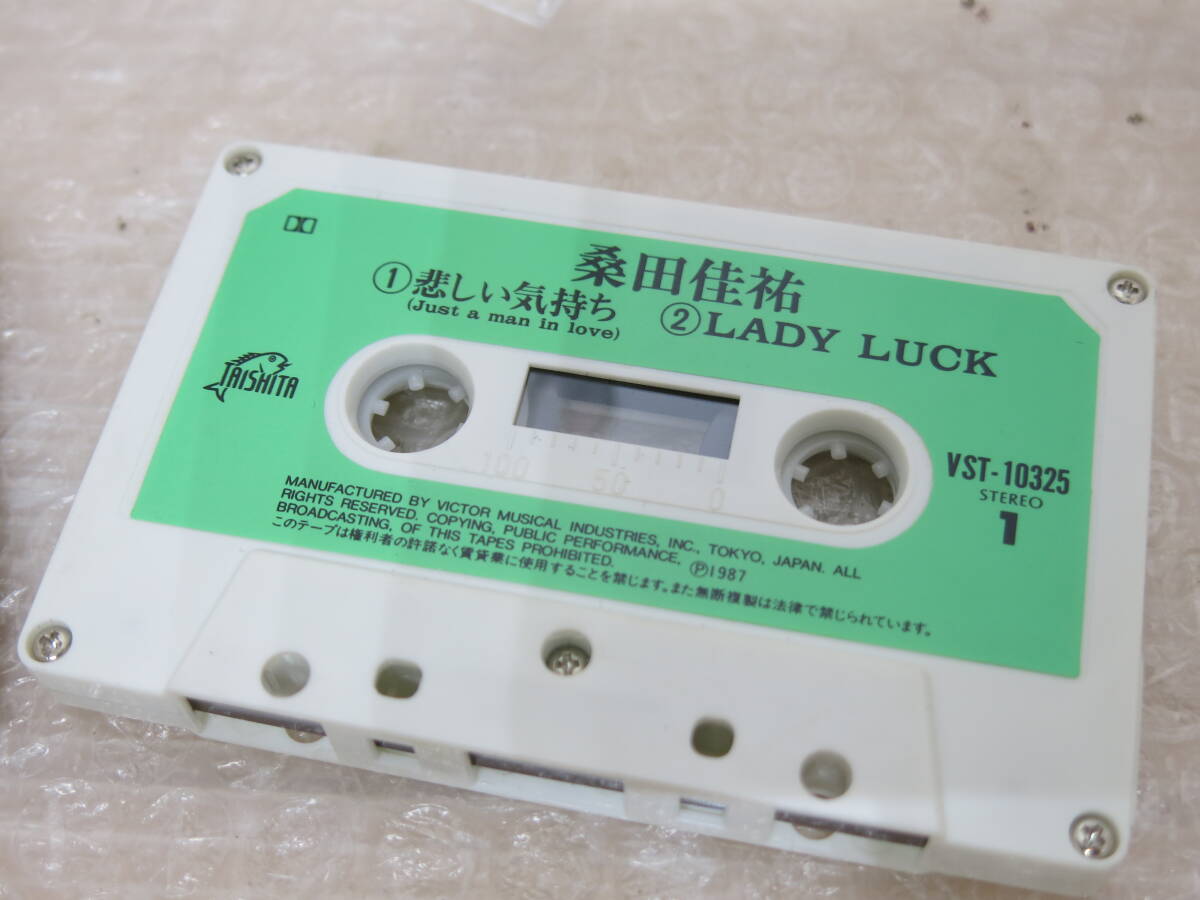 桑田佳祐
①悲しい気持ち
(Just a man in love)
②LADY LUCK
TAISHITA
100 50 0
VST-10325
STEREO
1
MANUFACTURED BY VICTOR MUSICAL INDUSTRIES, INC., TOKYO, JAPAN. ALL
RIGHTS RESERVED. COPYING, PUBLIC PERFORMANCE,
BROADCASTING, OF THIS TAPES PROHIBITED. Ⓟ1987
このテープは権利者の許諾なく賃貸業に使用することを禁じます。また無断複製は法律で禁じられています。